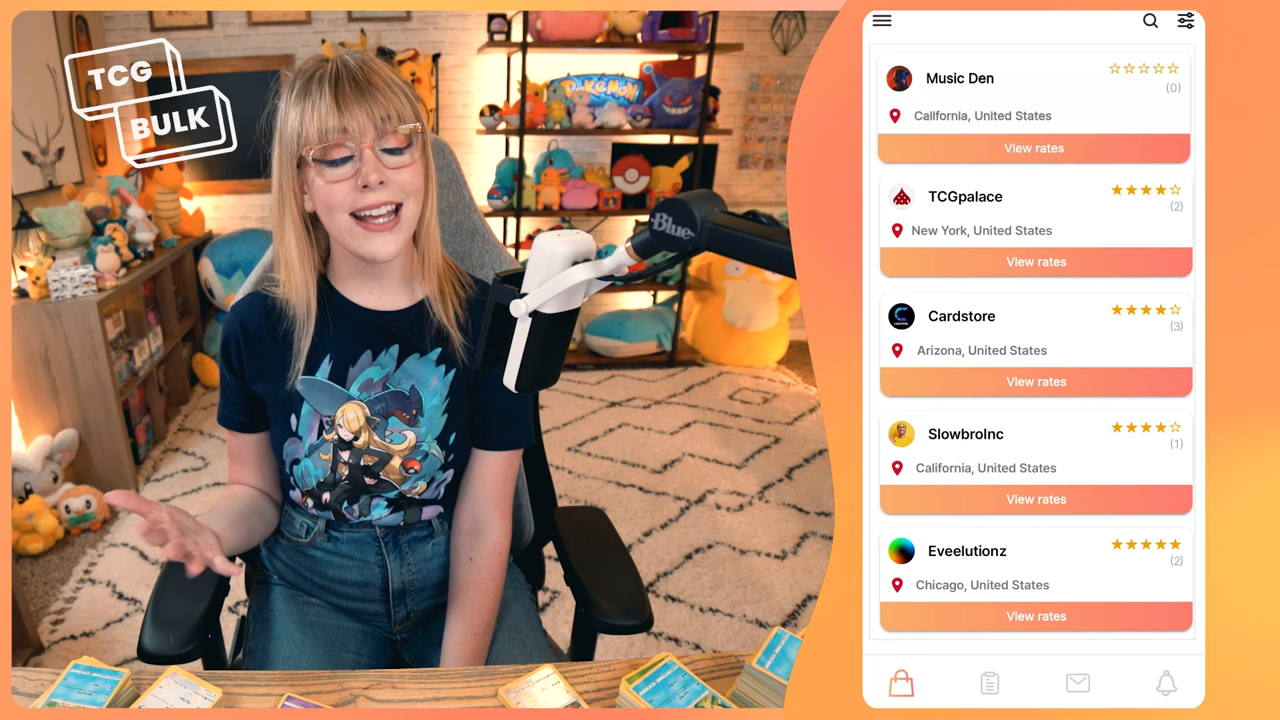 TCG
BULK
POKéMON
Blue
Music Den
(0)
California, United States
View rates
TCGpalace
(2)
New York, United States
View rates
Cardstore
(3)
Arizona, United States
View rates
SlowbroInc
(1)
California, United States
View rates
Eveelutionz
(2)
Chicago, United States
View rates